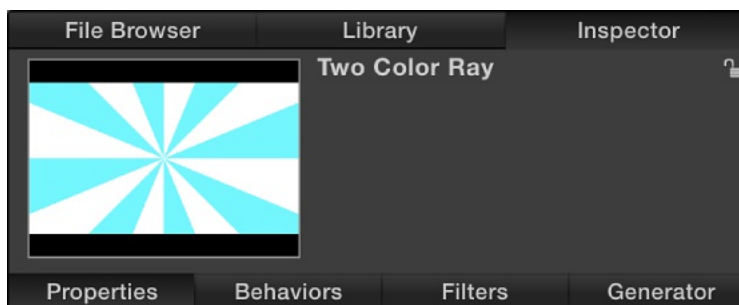 File Browser Library Inspector
Two Color Ray
Properties Behaviors Filters Generator